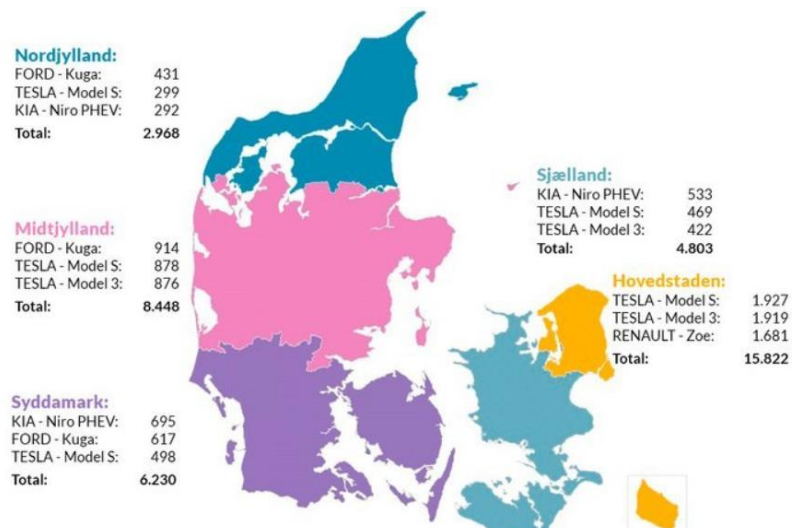 Nordjylland:
FORD - Kuga: 431
TESLA - Model S: 299
KIA - Niro PHEV: 292
Total: 2.968
Midtjylland:
FORD - Kuga: 914
TESLA - Model S: 878
TESLA - Model 3: 876
Total: 8.448
Syddamark:
KIA - Niro PHEV: 695
FORD - Kuga: 617
TESLA - Model S: 498
Total: 6.230
Sjælland:
KIA - Niro PHEV: 533
TESLA - Model S: 469
TESLA - Model 3: 422
Total: 4.803
Hovedstaden:
TESLA - Model S: 1.927
TESLA - Model 3: 1.919
RENAULT - Zoe: 1.681
Total: 15.822